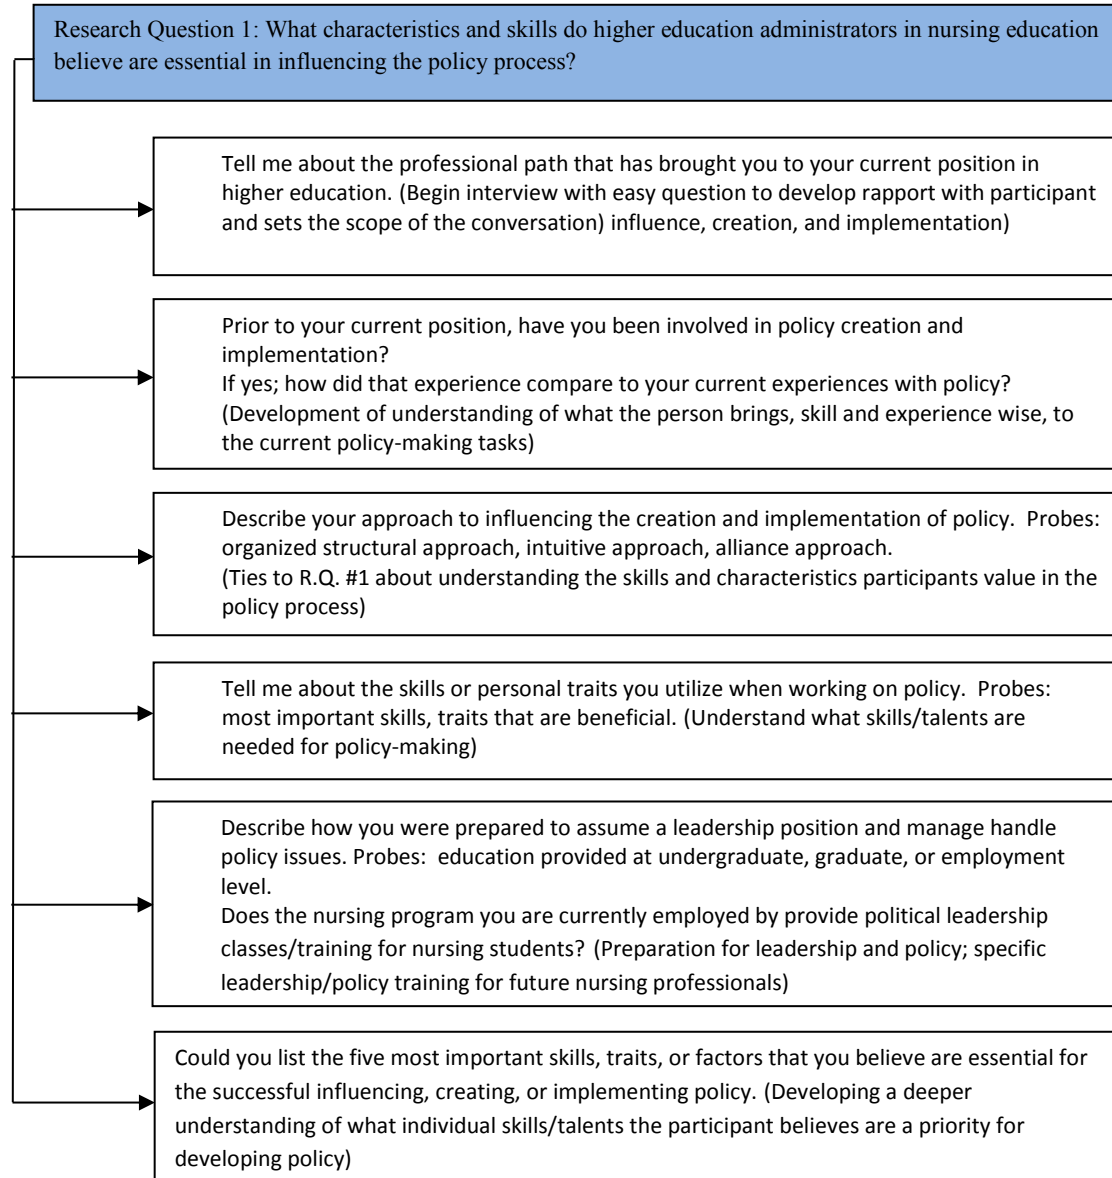 Research Question 1: What characteristics and skills do higher education administrators in nursing education
believe are essential in influencing the policy process?
Tell me about the professional path that has brought you to your current position in
higher education. (Begin interview with easy question to develop rapport with participant
and sets the scope of the conversation) influence, creation, and implementation)
Prior to your current position, have you been involved in policy creation and
implementation?
If yes; how did that experience compare to your current experiences with policy?
(Development of understanding of what the person brings, skill and experience wise, to
the current policy-making tasks)
Describe your approach to influencing the creation and implementation of policy.  Probes:
organized structural approach, intuitive approach, alliance approach.
(Ties to R.Q. #1 about understanding the skills and characteristics participants value in the
policy process)
Tell me about the skills or personal traits you utilize when working on policy.  Probes:
most important skills, traits that are beneficial. (Understand what skills/talents are
needed for policy-making)
Describe how you were prepared to assume a leadership position and manage handle
policy issues. Probes:  education provided at undergraduate, graduate, or employment
level.
Does the nursing program you are currently employed by provide political leadership
classes/training for nursing students? (Preparation for leadership and policy; specific
leadership/policy training for future nursing professionals)
Could you list the five most important skills, traits, or factors that you believe are essential for
the successful influencing, creating, or implementing policy. (Developing a deeper
understanding of what individual skills/talents the participant believes are a priority for
developing policy)